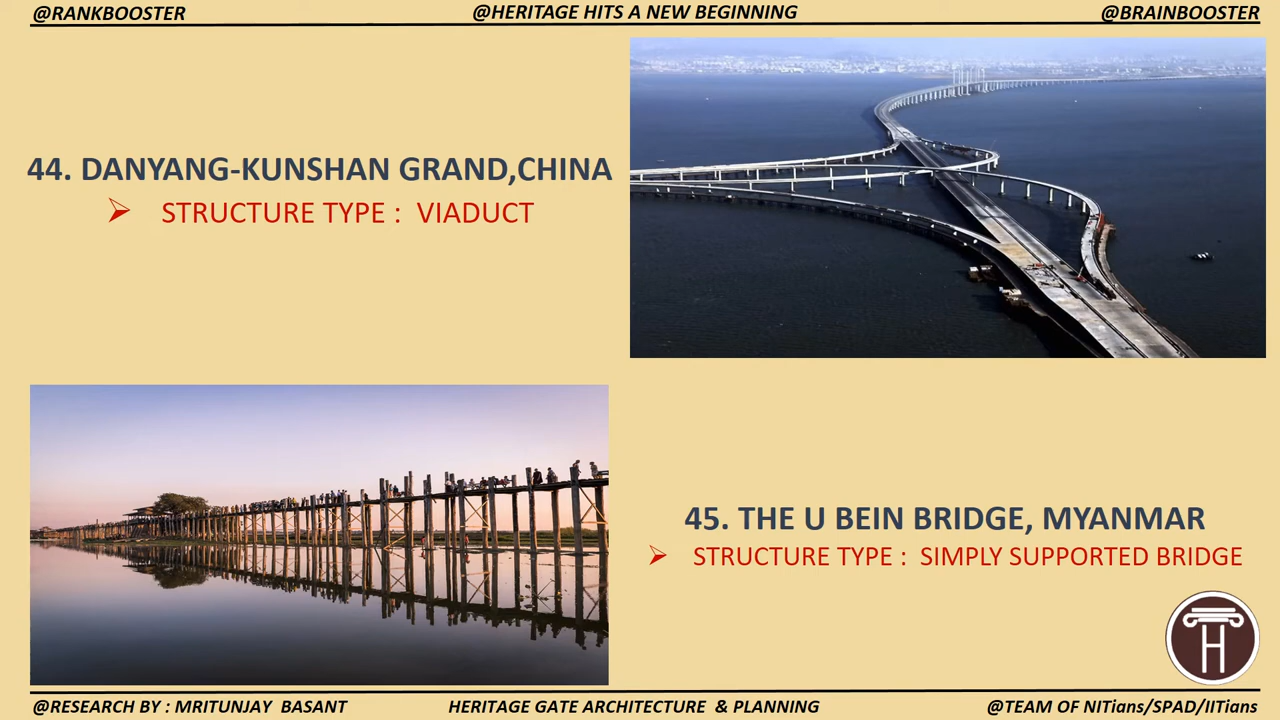 @RANKBOOSTER
@HERITAGE HITS A NEW BEGINNING
@BRAINBOOSTER
44. DANYANG-KUNSHAN GRAND,CHINA
➢ STRUCTURE TYPE : VIADUCT
45. THE U BEIN BRIDGE, MYANMAR
➢ STRUCTURE TYPE : SIMPLY SUPPORTED BRIDGE
H
@RESEARCH BY : MRITUNJAY BASANT
HERITAGE GATE ARCHITECTURE & PLANNING
@TEAM OF NITians/SPAD/IITians